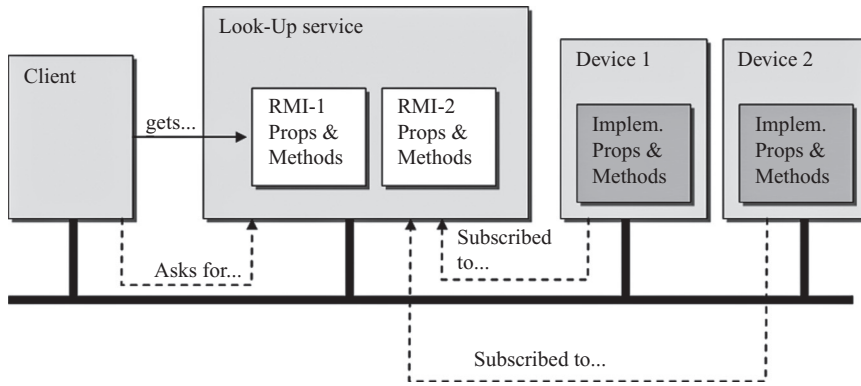 Look-Up service
Client
Device 1
Device 2
gets...
RMI-1
Props &
Methods
RMI-2
Props &
Methods
Implem.
Props &
Methods
Implem.
Props &
Methods
Asks for...
Subscribed
to...
Subscribed to...